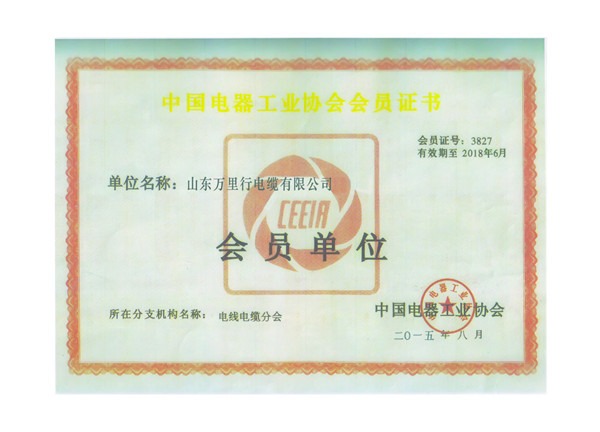 中国电器工业协会会员证书
会员证号：3827
有效期至 2018年6月
单位名称：山东万里行电缆有限公司
CEEIA
会员单位
所在分支机构名称：电线电缆分会
中国电器工业协会
二〇一五年八月